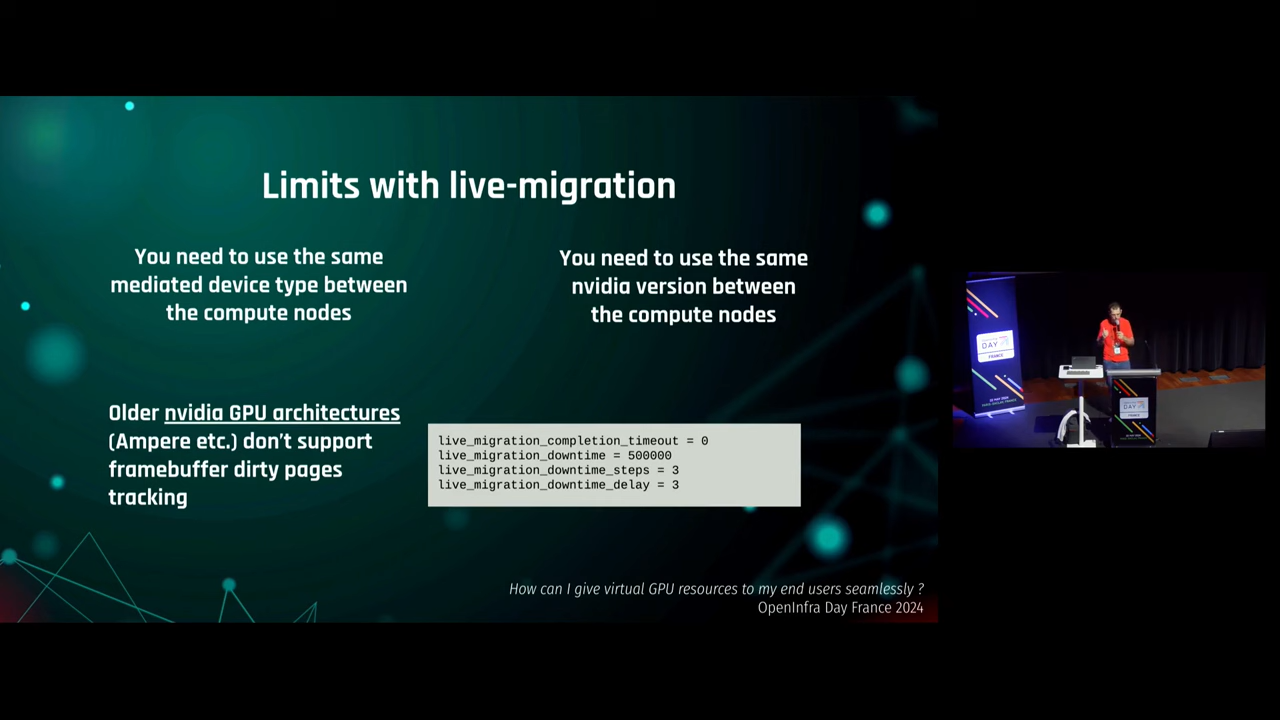 Limits with live-migration
You need to use the same
mediated device type between
the compute nodes
You need to use the same
nvidia version between
the compute nodes
Older nvidia GPU architectures
(Ampere etc.) don't support
framebuffer dirty pages
tracking
live_migration_completion_timeout = 0
live_migration_downtime = 500000
live_migration_downtime_steps = 3
live_migration_downtime_delay = 3
How can I give virtual GPU resources to my end users seamlessly ?
OpenInfra Day France 2024
DAY
FRANCE
DAY